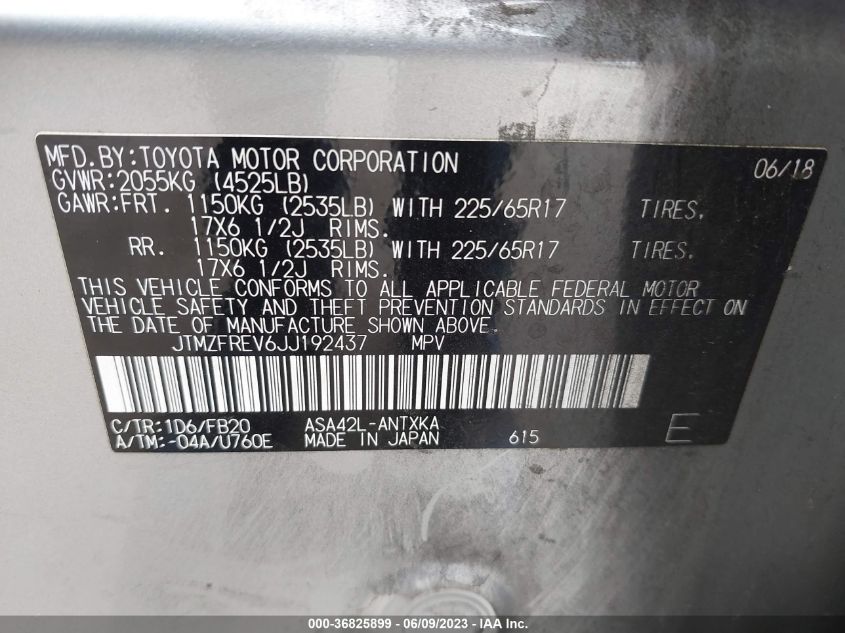 MFD.BY:TOYOTA MOTOR CORPORATION 06/18
GVWR:2055KG (4525LB)
GAWR:FRT. 1150KG (2535LB) WITH 225/65R17 TIRES,
17X6 1/2J RIMS.
RR. 1150KG (2535LB) WITH 225/65R17 TIRES,
17X6 1/2J RIMS.
THIS VEHICLE CONFORMS TO ALL APPLICABLE FEDERAL MOTOR
VEHICLE SAFETY AND THEFT PREVENTION STANDARDS IN EFFECT ON
THE DATE OF MANUFACTURE SHOWN ABOVE.
JTMZFREV6JJ192437 MPV
C/TR:1D6/FB20 ASA42L-ANTXKA
A/TM:-04A/U760E MADE IN JAPAN 615 E
000-36825899 - 06/09/2023 - IAA Inc.